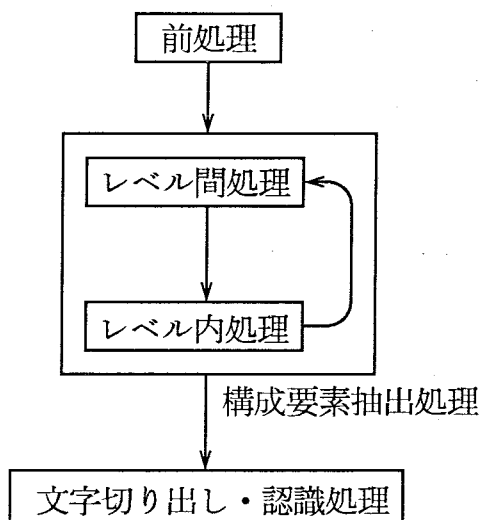 前処理
レベル間処理
レベル内処理
構成要素抽出処理
文字切り出し・認識処理